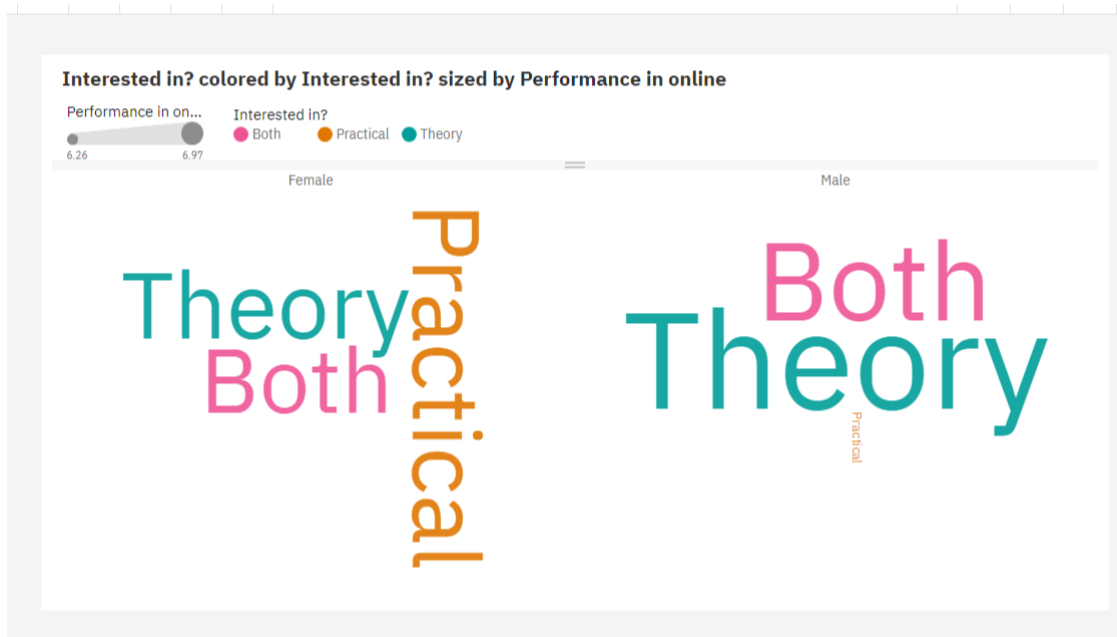 Interested in? colored by Interested in? sized by Performance in online
Performance in on... Interested in?
Both Practical Theory
6.26 6.97
Female Male
Theory
Both
Practical
Both
Theory
Practical